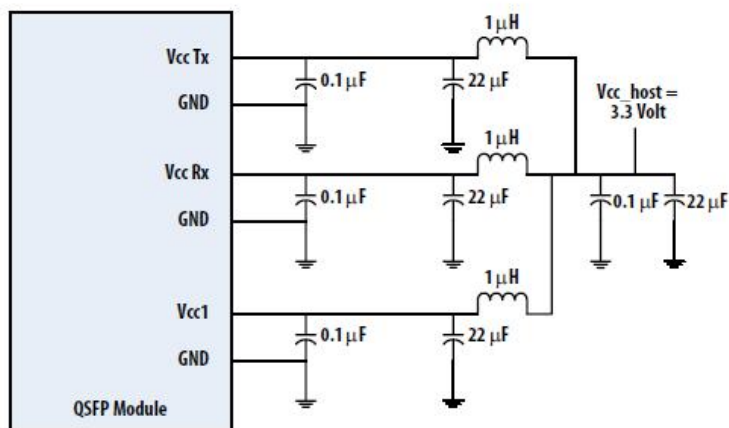 1 μH
Vcc Tx
0.1 μF
22 μF
GND
Vcc_host =
3.3 Volt
1 μH
Vcc Rx
0.1 μF
22 μF
0.1 μF
22 μF
GND
1 μH
Vcc1
0.1 μF
22 μF
GND
QSFP Module